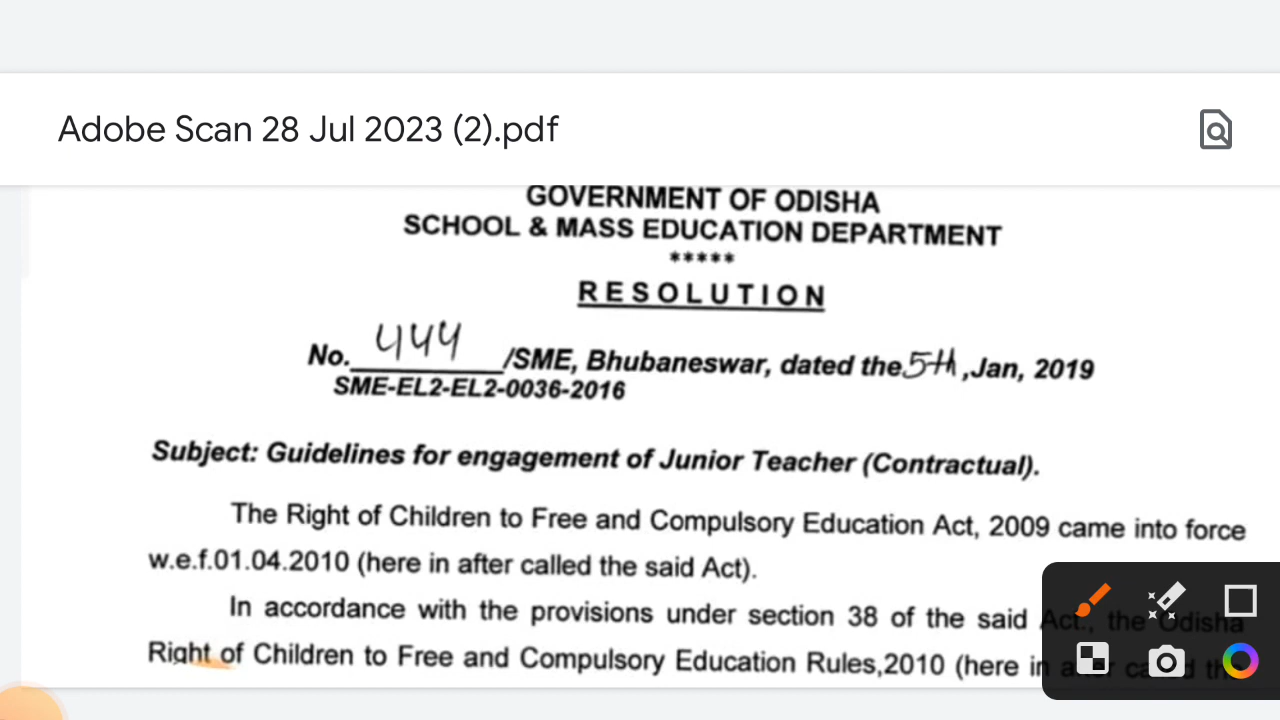 Adobe Scan 28 Jul 2023 (2).pdf
GOVERNMENT OF ODISHA
SCHOOL & MASS EDUCATION DEPARTMENT
*****
RESOLUTION
No. 444 /SME, Bhubaneswar, dated the 5th, Jan, 2019
SME-EL2-EL2-0036-2016
Subject: Guidelines for engagement of Junior Teacher (Contractual).
The Right of Children to Free and Compulsory Education Act, 2009 came into force
w.e.f.01.04.2010 (here in after called the said Act).
In accordance with the provisions under section 38 of the said Act., the Odisha
Right of Children to Free and Compulsory Education Rules,2010 (here in after called the